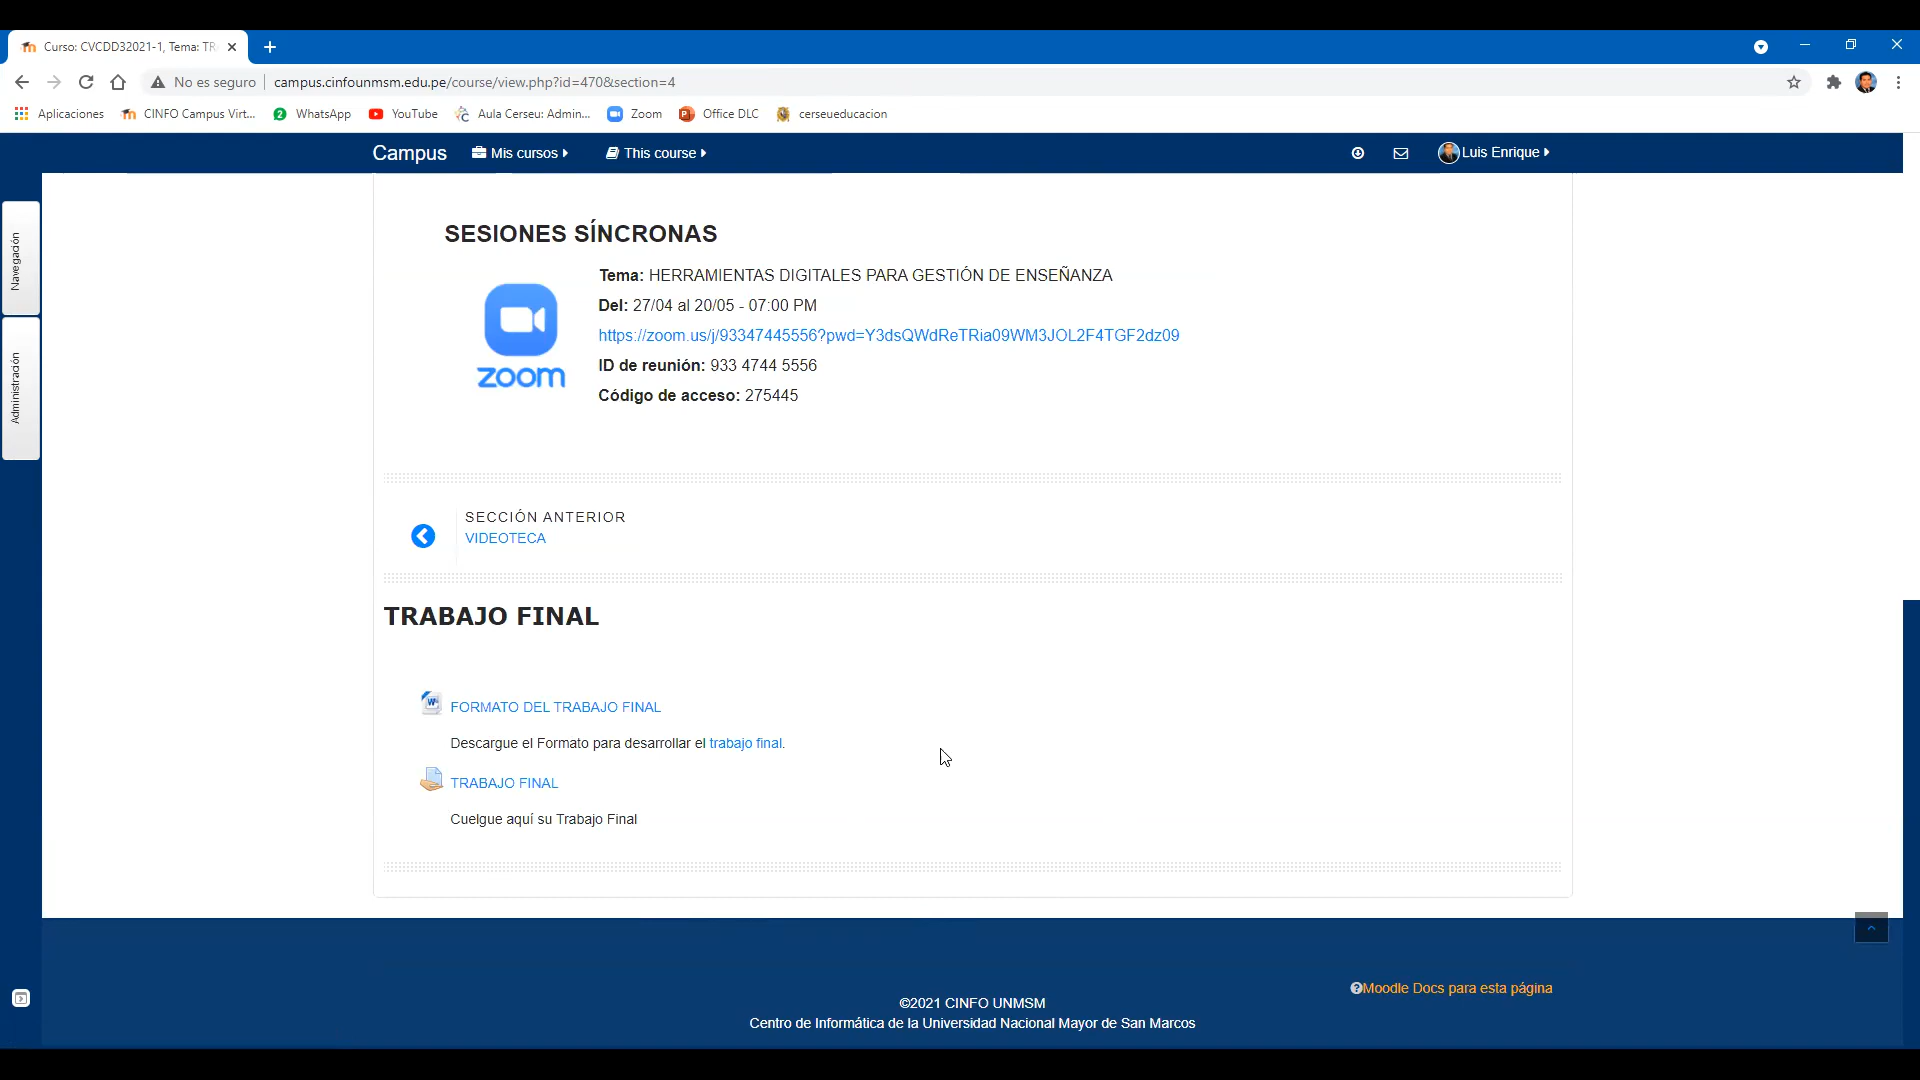 Curso: CVCDD32021-1, Tema: TR
No es seguro
campus.cinfounmsm.edu.pe/course/view.php?id=470&section=4
Aplicaciones
CINFO Campus Virt...
2
WhatsApp
YouTube
Aula Cerseu: Admin...
Zoom
Office DLC
cerseueducacion
Campus
Mis cursos
This course
Luis Enrique
Navegación
Administración
SESIONES SÍNCRONAS
zoom
Tema: HERRAMIENTAS DIGITALES PARA GESTIÓN DE ENSEÑANZA
Del: 27/04 al 20/05 - 07:00 PM
https://zoom.us/j/93347445556?pwd=Y3dsQWdReTRia09WM3JOL2F4TGF2dz09
ID de reunión: 933 4744 5556
Código de acceso: 275445
SECCIÓN ANTERIOR
VIDEOTECA
TRABAJO FINAL
FORMATO DEL TRABAJO FINAL
Descargue el Formato para desarrollar el trabajo final.
TRABAJO FINAL
Cuelgue aquí su Trabajo Final
Moodle Docs para esta página
©2021 CINFO UNMSM
Centro de Informática de la Universidad Nacional Mayor de San Marcos